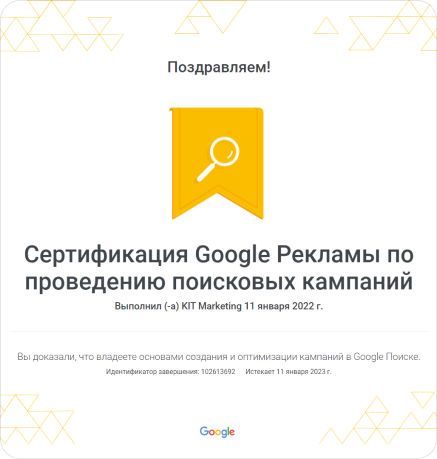 Поздравляем!
Сертификация Google Рекламы по
проведению поисковых кампаний
Выполнил (-а) KIT Marketing 11 января 2022 г.
Вы доказали, что владеете основами создания и оптимизации кампаний в Google Поиске.
Идентификатор завершения: 102613692 Истекает 11 января 2023 г.
Google